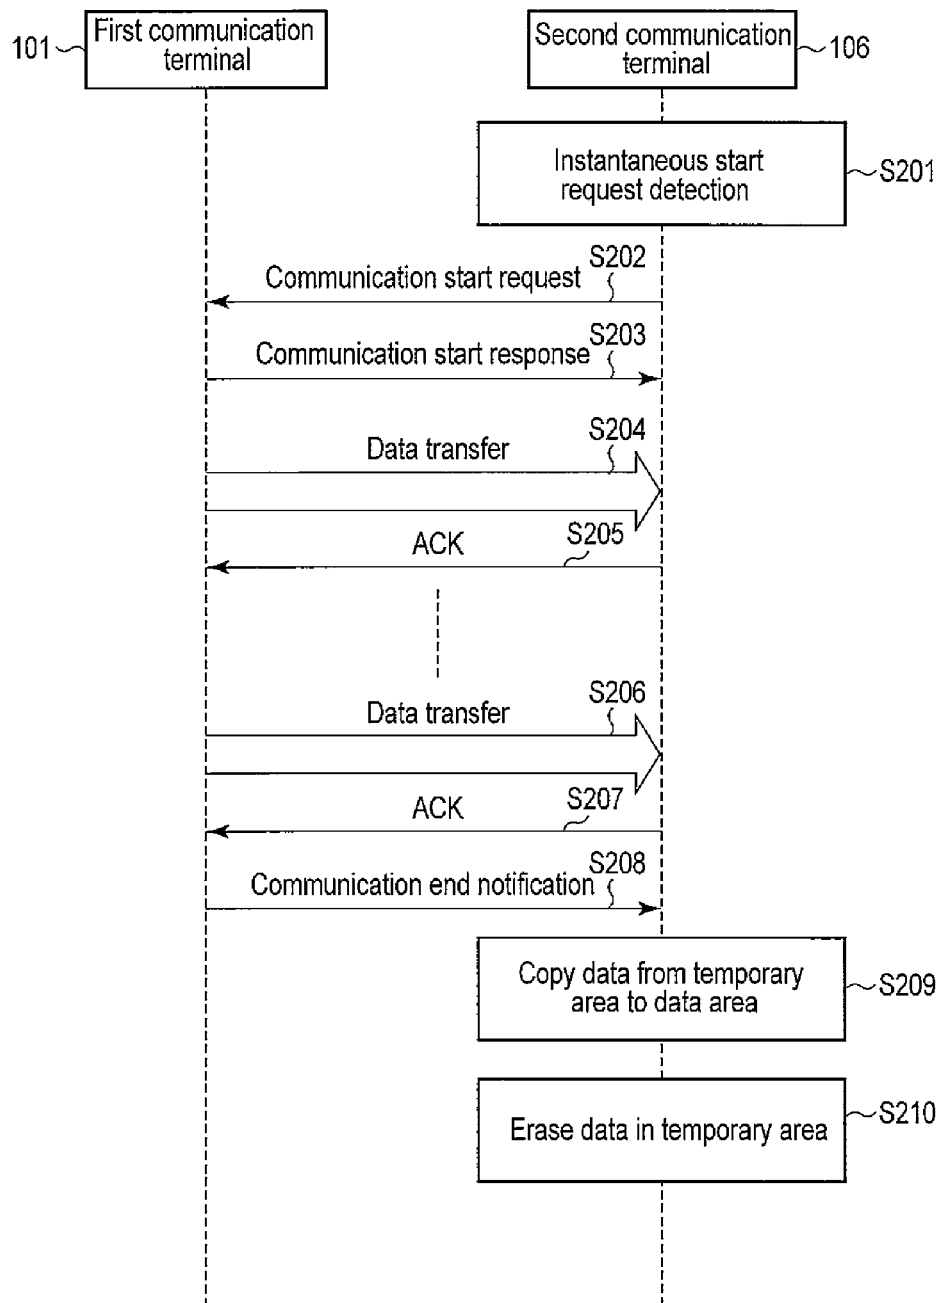 101
First communication
terminal
Second communication
terminal
106
Instantaneous start
request detection
S201
S202
Communication start request
S203
Communication start response
S204
Data transfer
S205
ACK
S206
Data transfer
S207
ACK
S208
Communication end notification
Copy data from temporary
area to data area
S209
Erase data in temporary area
S210